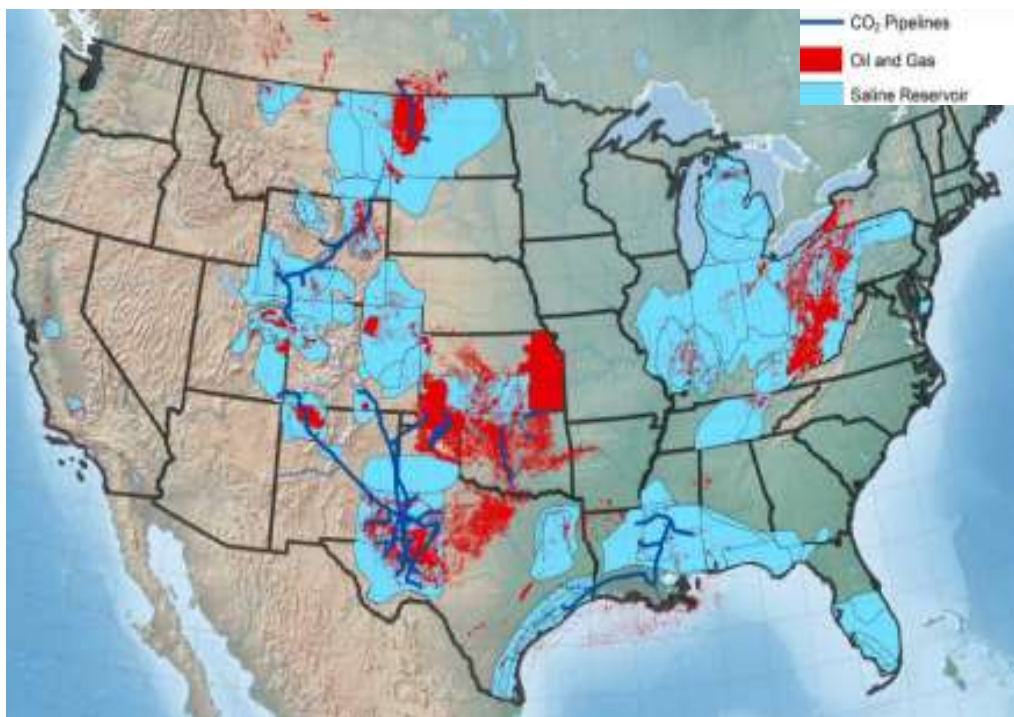 CO₂ Pipelines
Oil and Gas
Saline Reservoir